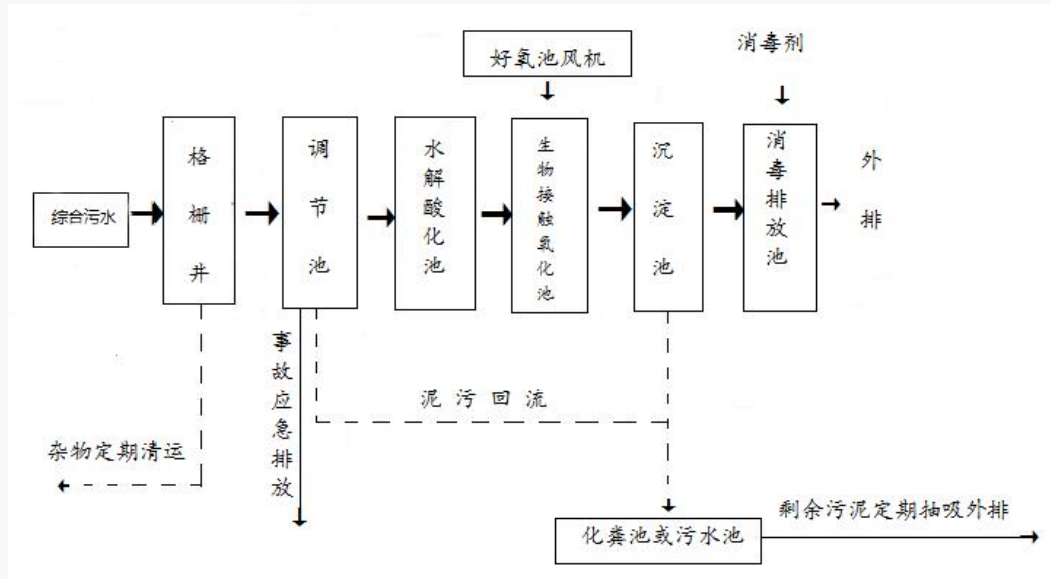 好氧池风机
消毒剂
综合污水
格栅井
调节池
水解酸化池
生物接触氧化池
沉淀池
消毒排放池
外排
事故应急排放
泥污回流
杂物定期清运
化粪池或污水池
剩余污泥定期抽吸外排